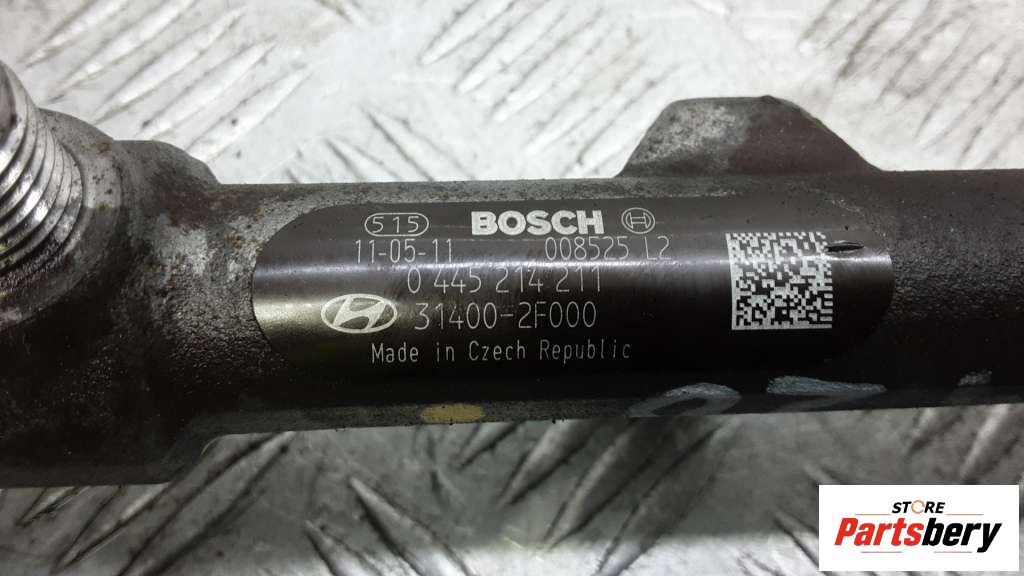 515 BOSCH
11-05-11 008525 L2
0 445 214 211
31400-2F000
Made in Czech Republic
STORE
Partsbery